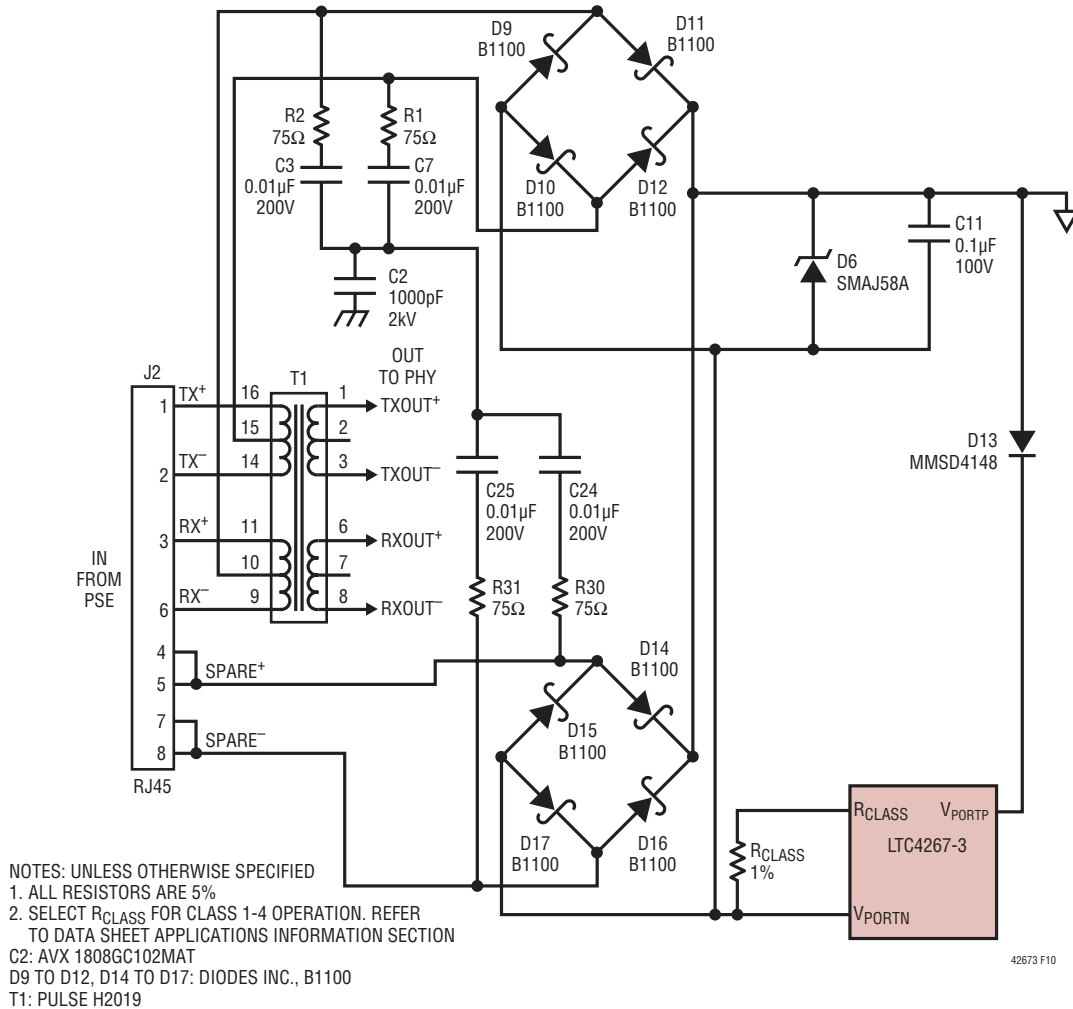 D9
B1100
D11
B1100
R2
75Ω
R1
75Ω
C3
0.01µF
200V
C7
0.01µF
200V
D10
B1100
D12
B1100
C11
0.1µF
100V
D6
SMAJ58A
C2
1000pF
2kV
J2
T1
OUT
TO PHY
1
TX+
16
1
TXOUT+
15
2
2
TX–
14
3
TXOUT–
D13
MMSD4148
C25
0.01µF
200V
C24
0.01µF
200V
IN
FROM
PSE
3
RX+
11
6
RXOUT+
10
7
6
RX–
9
8
RXOUT–
R31
75Ω
R30
75Ω
4
5
SPARE+
7
8
SPARE–
RJ45
D14
B1100
D15
B1100
D17
B1100
D16
B1100
RCLASS
1%
RCLASS
VPORTP
LTC4267-3
VPORTN
NOTES: UNLESS OTHERWISE SPECIFIED
1. ALL RESISTORS ARE 5%
2. SELECT RCLASS FOR CLASS 1-4 OPERATION. REFER
TO DATA SHEET APPLICATIONS INFORMATION SECTION
C2: AVX 1808GC102MAT
D9 TO D12, D14 TO D17: DIODES INC., B1100
T1: PULSE H2019
42673 F10